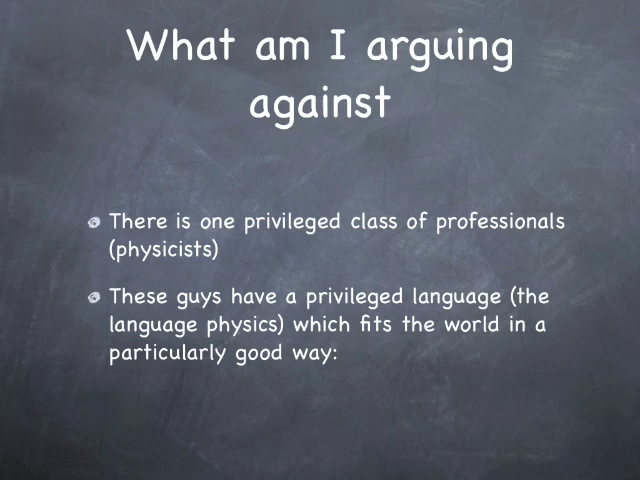 What am I arguing
against
There is one privileged class of professionals
(physicists)
These guys have a privileged language (the
language physics) which fits the world in a
particularly good way: